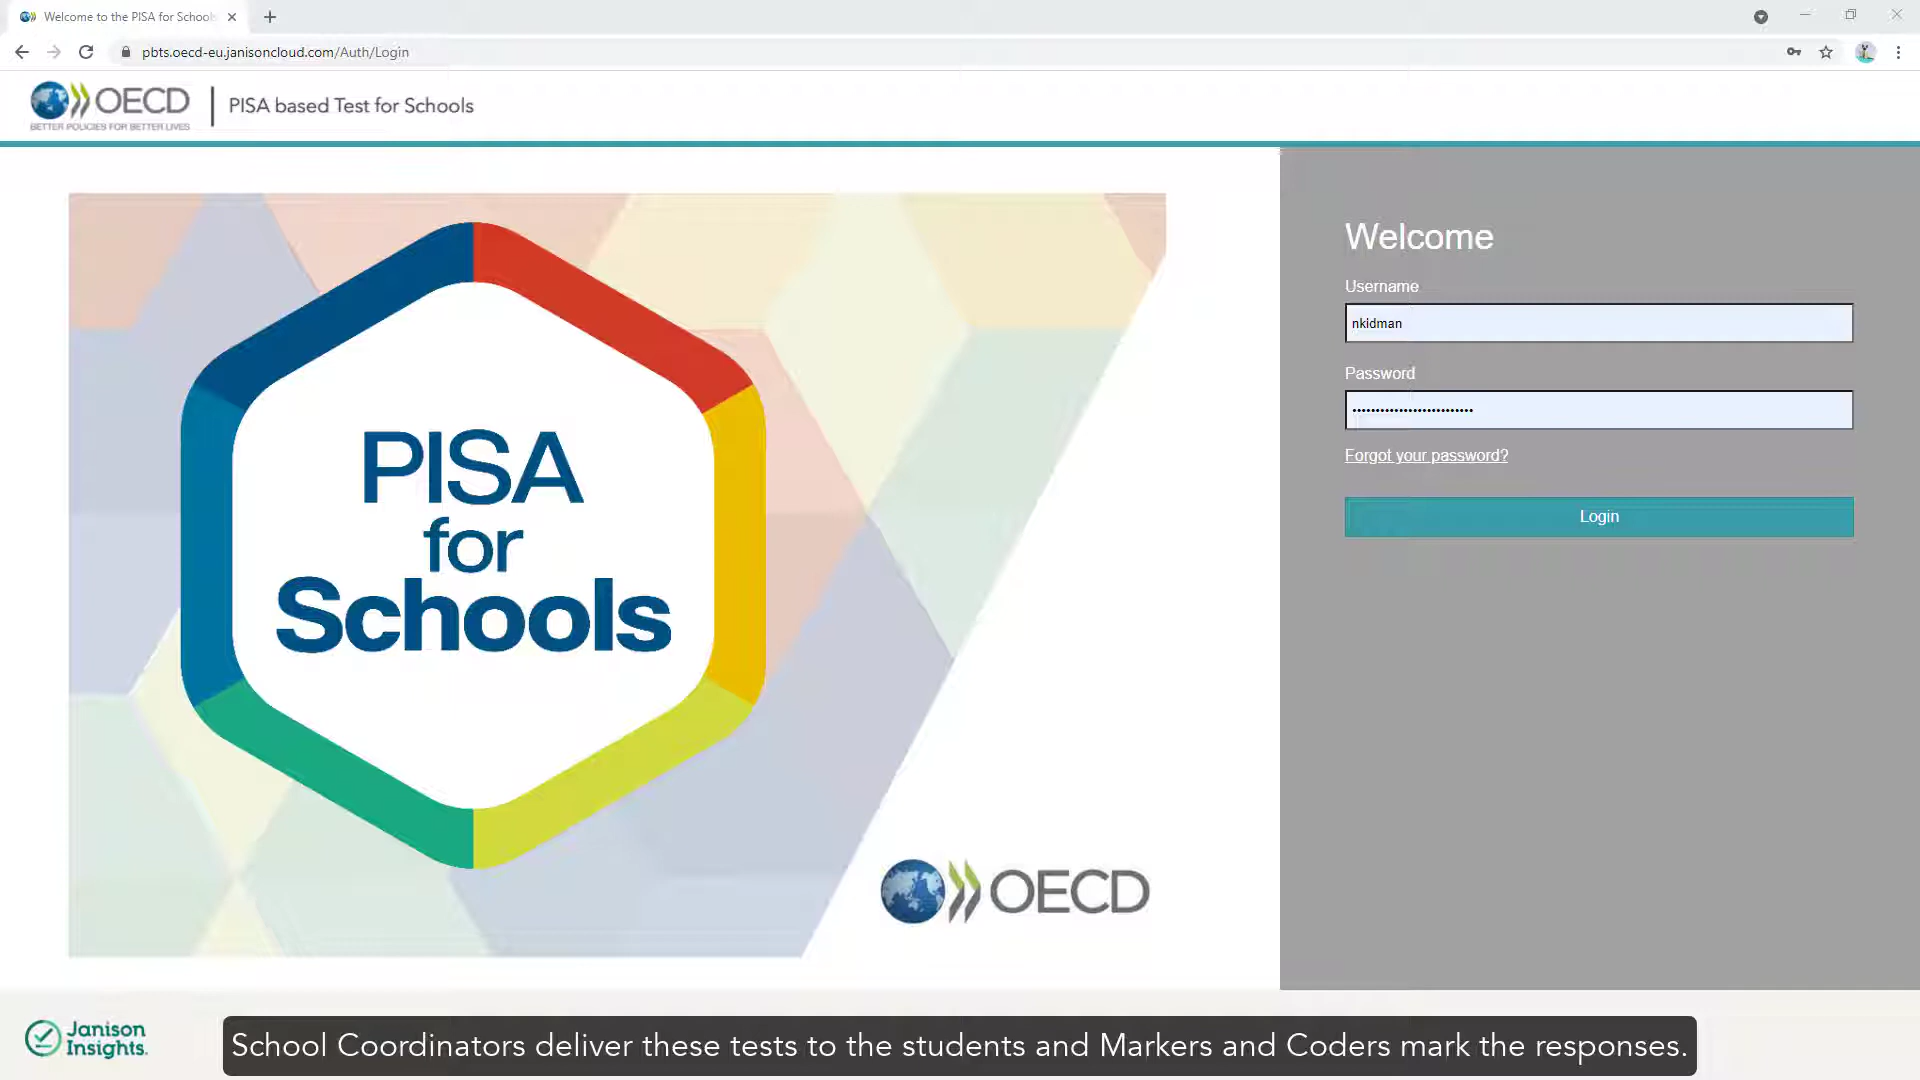 Welcome to the PISA for Schools
pbts.oecd-eu.janisoncloud.com/Auth/Login
OECD
BETTER POLICIES FOR BETTER LIVES
PISA based Test for Schools
PISA
for
Schools
OECD
Welcome
Username
nkidman
Password
Forgot your password?
Login
Janison
Insights.
School Coordinators deliver these tests to the students and Markers and Coders mark the responses.